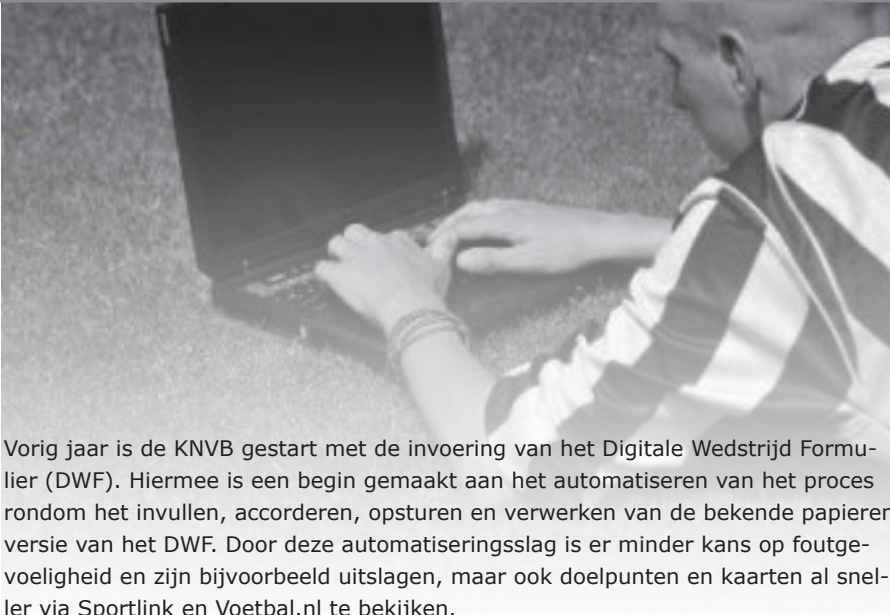 Vorig jaar is de KNVB gestart met de invoering van het Digitale Wedstrijd Formu-
lier (DWF). Hiermee is een begin gemaakt aan het automatiseren van het proces
rondom het invullen, accorderen, opsturen en verwerken van de bekende papieren
versie van het DWF. Door deze automatiseringsslag is er minder kans op foutge-
voeligheid en zijn bijvoorbeeld uitslagen, maar ook doelpunten en kaarten al snel-
ler via Sportlink en Voetbal.nl te bekijken.